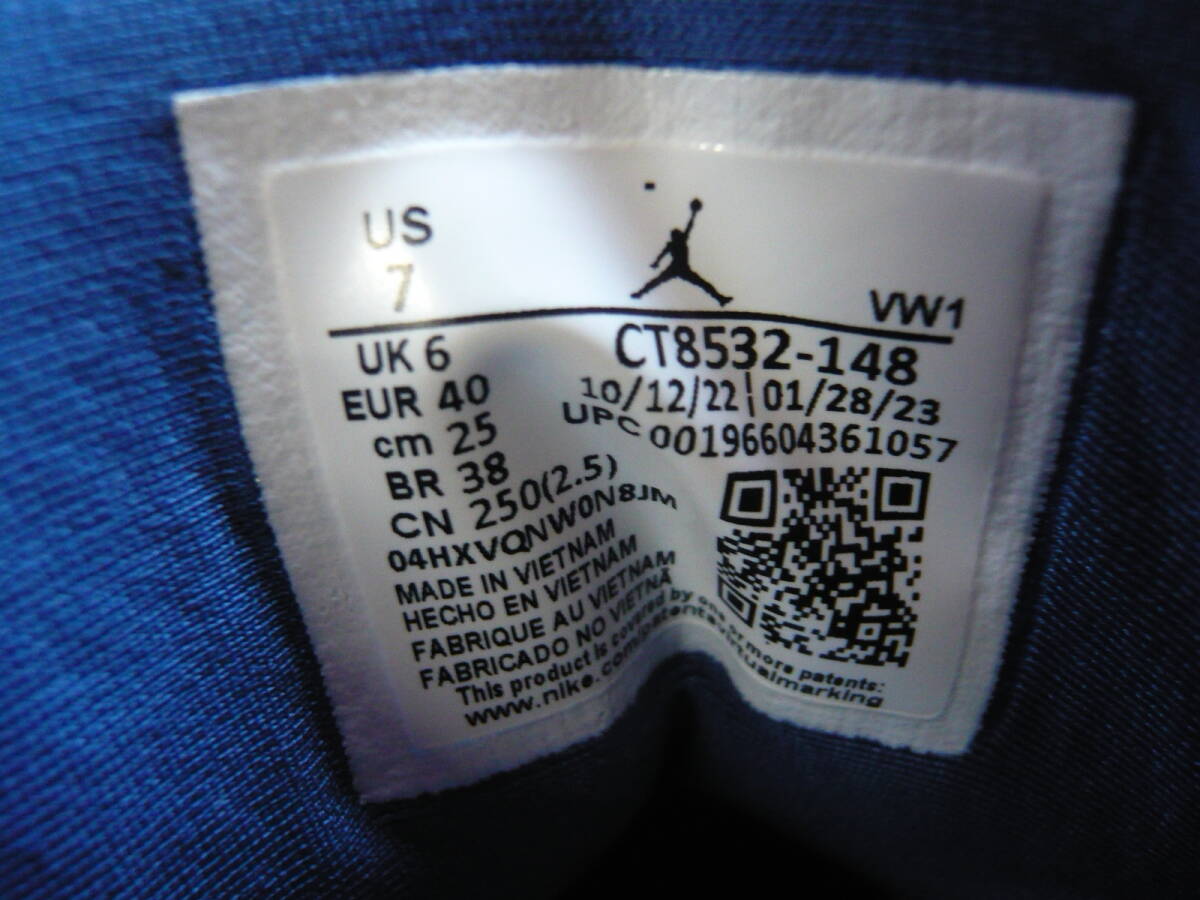 US
7
VW1
UK 6
CT8532-148
EUR 40
10/12/22 01/28/23
cm 25
UPC 00196604361057
BR 38
CN 250(2.5)
04HXVQNW0N8JM
MADE IN VIETNAM
HECHO EN VIETNAM
FABRIQUE AU VIETNAM
FABRICADO NO VIETNÃ
This product is covered by one or more patents:
www.nike.com/patentsvirtualmarking